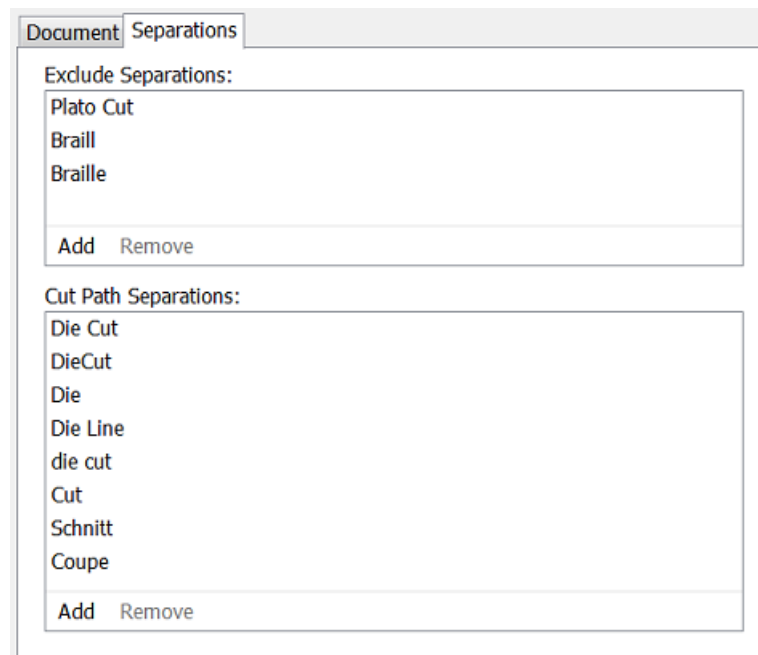 Document Separations
Exclude Separations:
Plato Cut
Braill
Braille
Add Remove
Cut Path Separations:
Die Cut
DieCut
Die
Die Line
die cut
Cut
Schnitt
Coupe
Add Remove